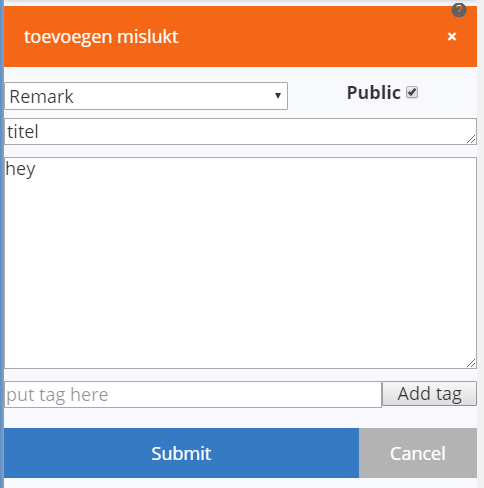 ?
toevoegen mislukt ×
Remark Public
titel
hey
put tag here Add tag
Submit Cancel